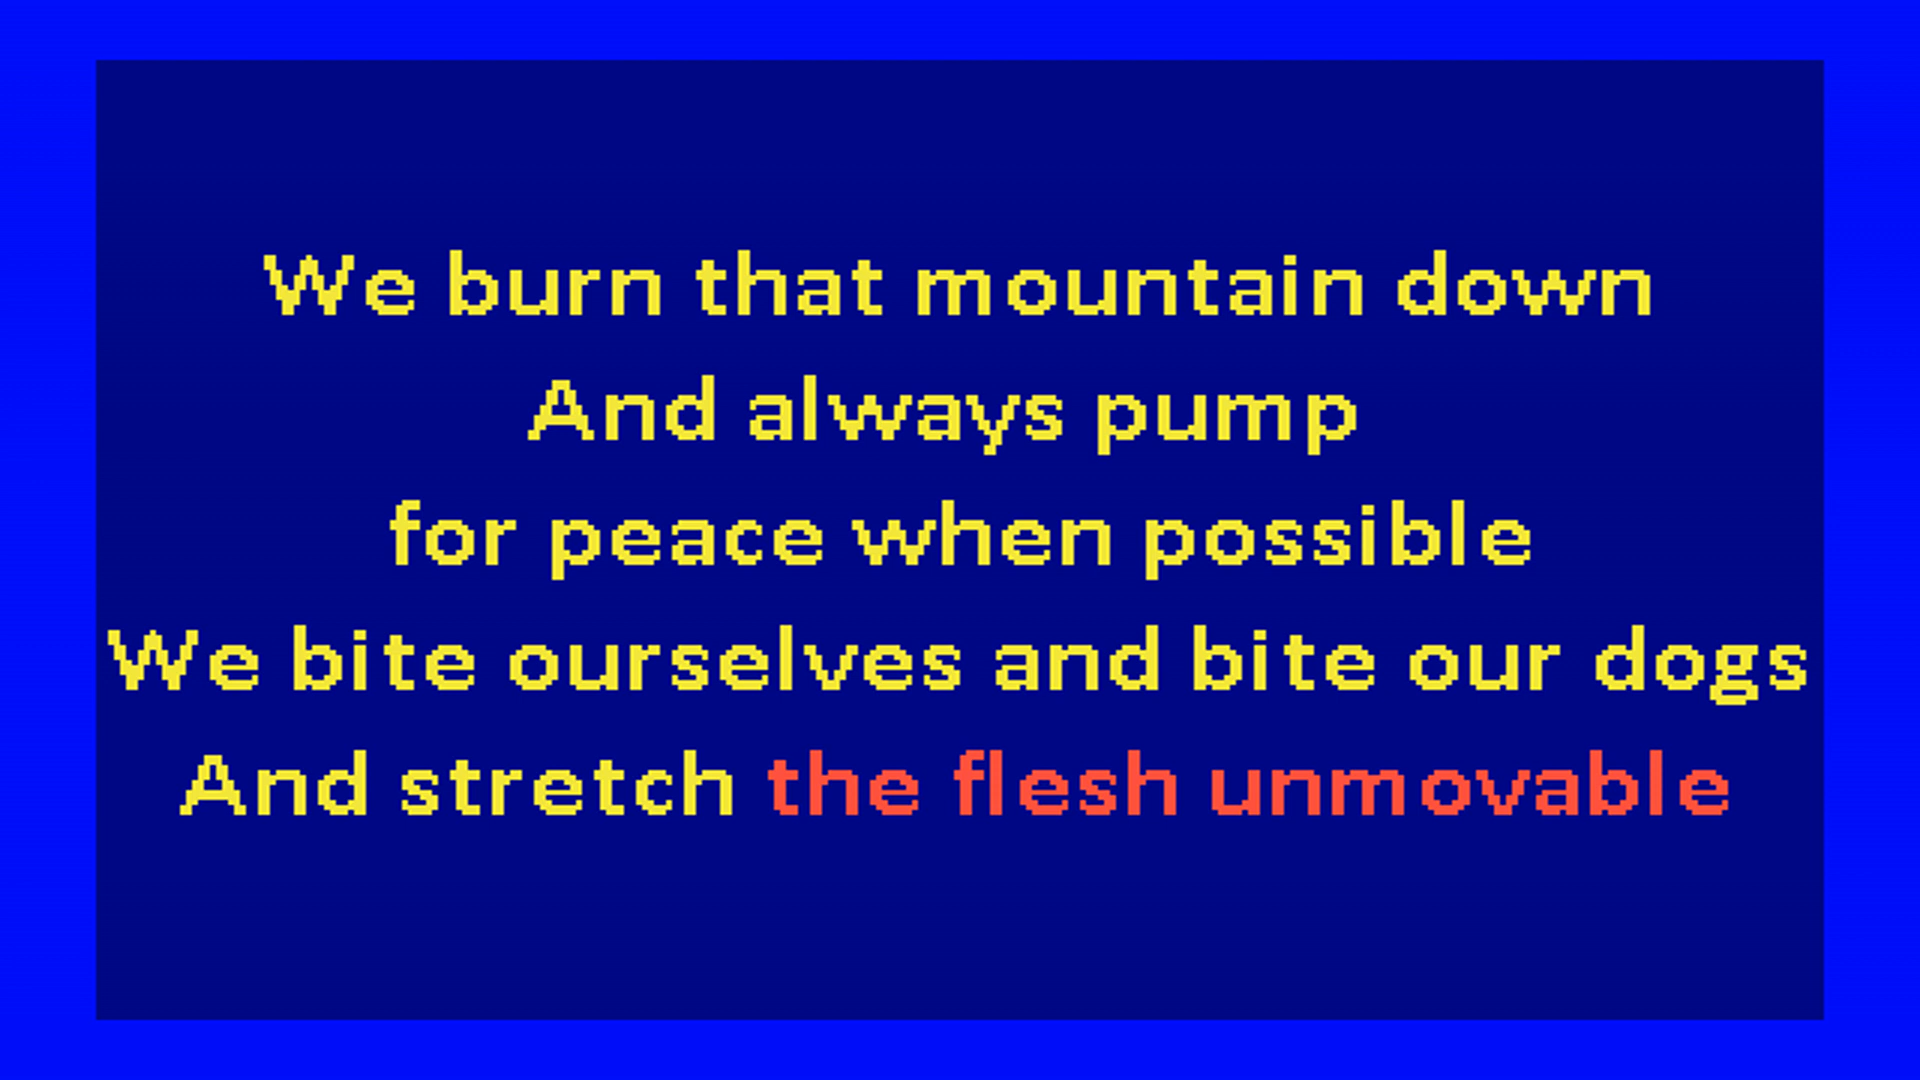 We burn that mountain down
And always pump
for peace when possible
We bite ourselves and bite our dogs
And stretch the flesh unmovable